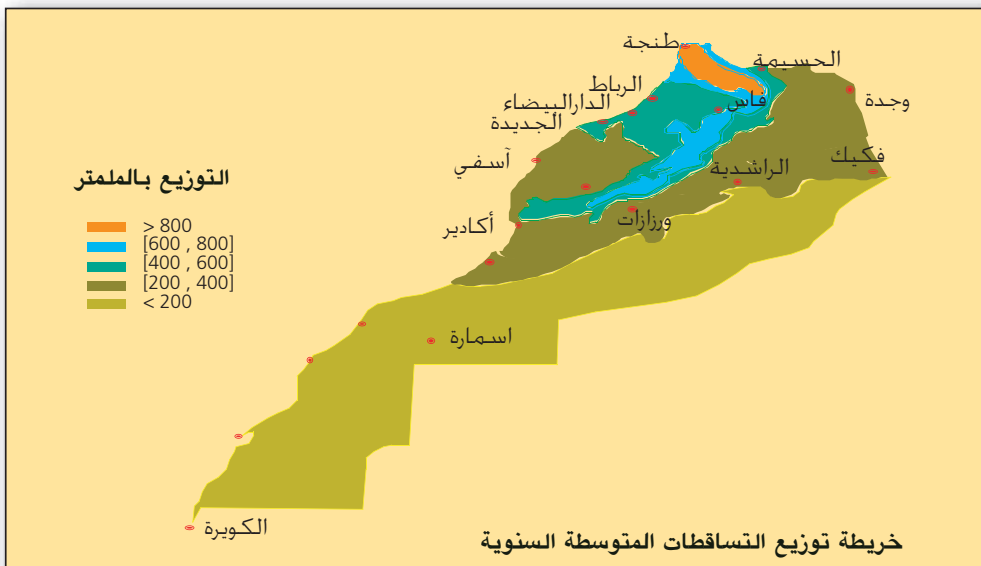 طنجة
الحسيمة
الرباط
وجدة
فاس
الدارالبيضاء
الجديدة
فكيك
آسفي
الراشدية
التوزيع بالملمتر
ورزازات
أكادير
> 800
[600 , 800]
[400 , 600]
[200 , 400]
< 200
اسمارة
الكويرة
خريطة توزيع التساقطات المتوسطة السنوية